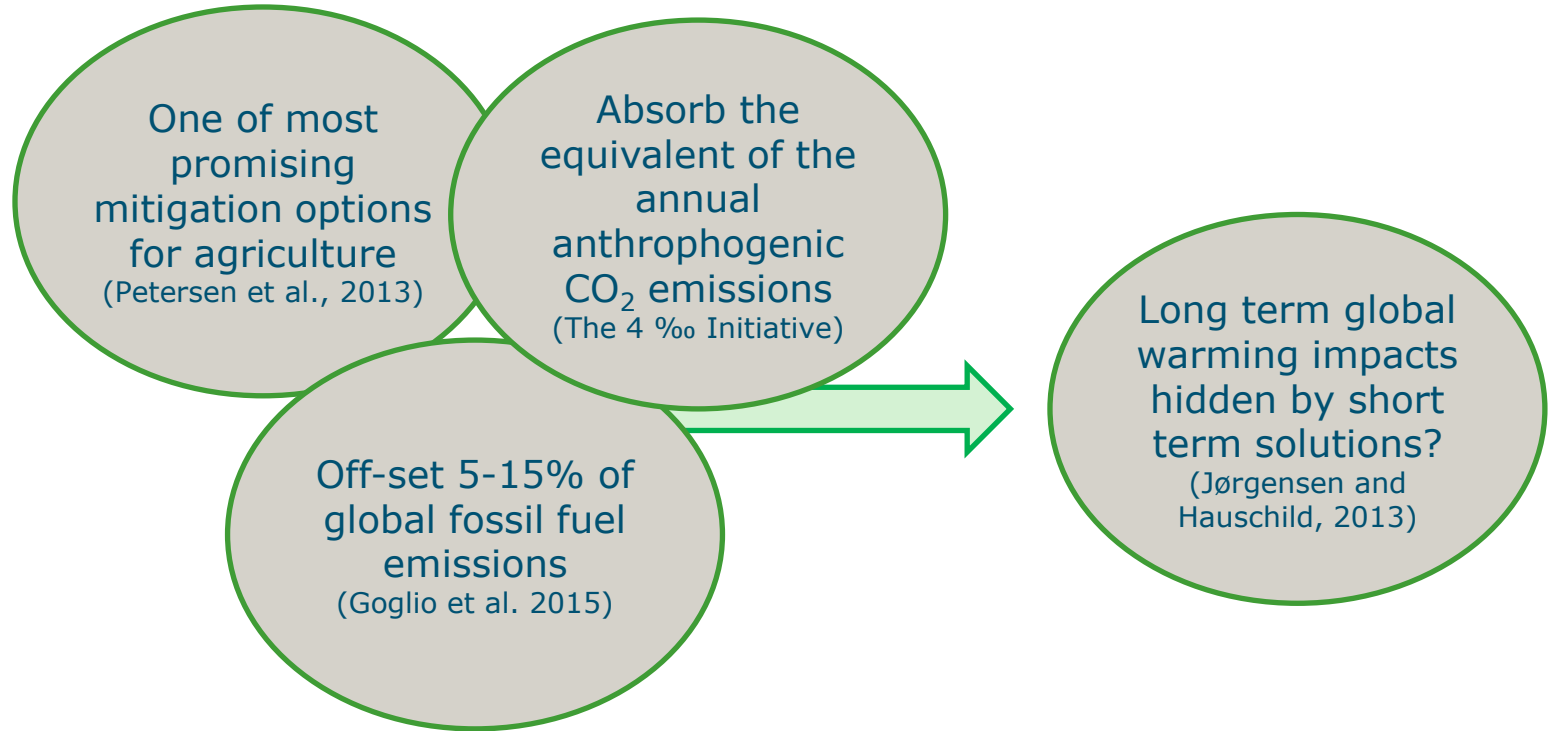 One of most
promising
mitigation options
for agriculture
(Petersen et al., 2013)
Absorb the
equivalent of the
annual
anthrophogenic
CO₂ emissions
(The 4 ‰ Initiative)
Off-set 5-15% of
global fossil fuel
emissions
(Goglio et al. 2015)
Long term global
warming impacts
hidden by short
term solutions?
(Jørgensen and
Hauschild, 2013)